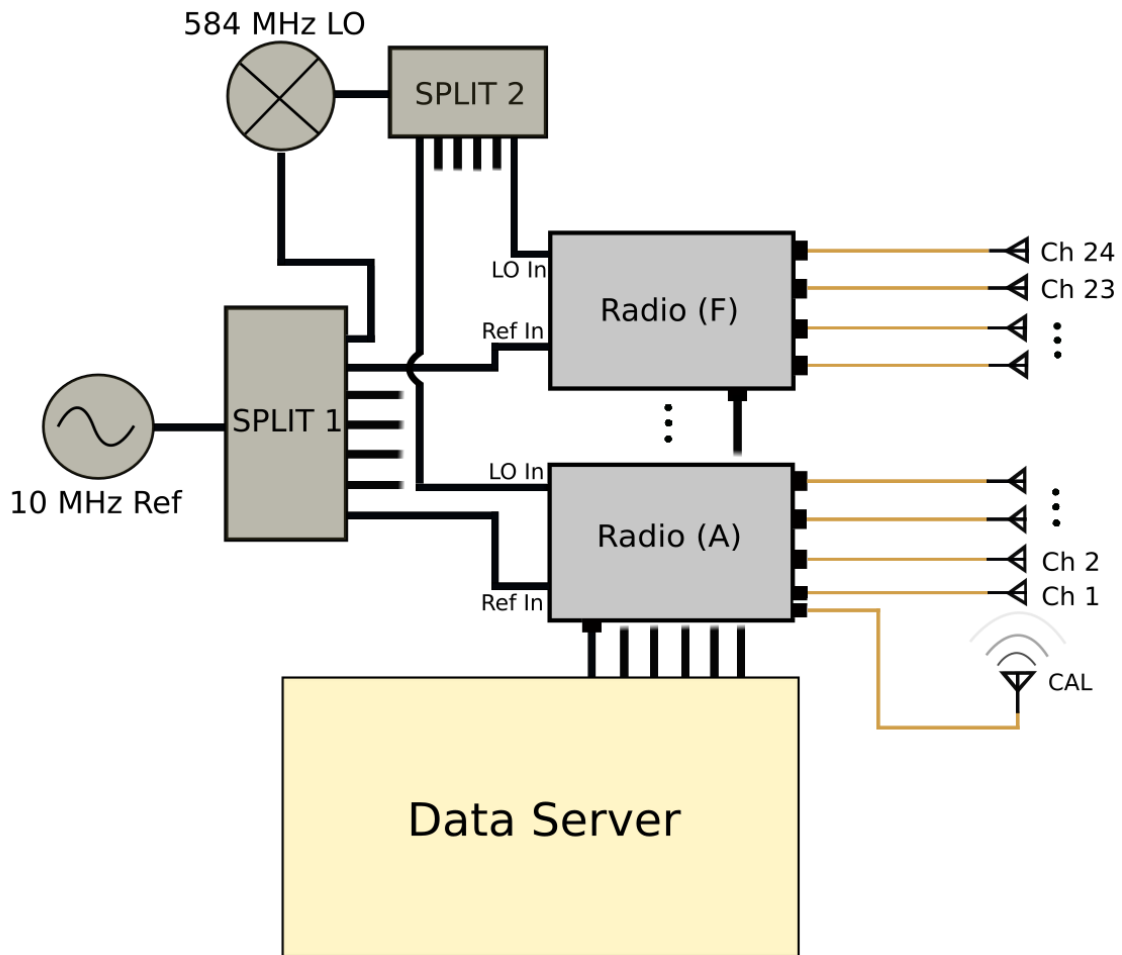 584 MHz LO
SPLIT 2
LO In
Ch 24
Ch 23
Ref In
Radio (F)
SPLIT 1
10 MHz Ref
LO In
Radio (A)
Ch 2
Ch 1
Ref In
CAL
Data Server